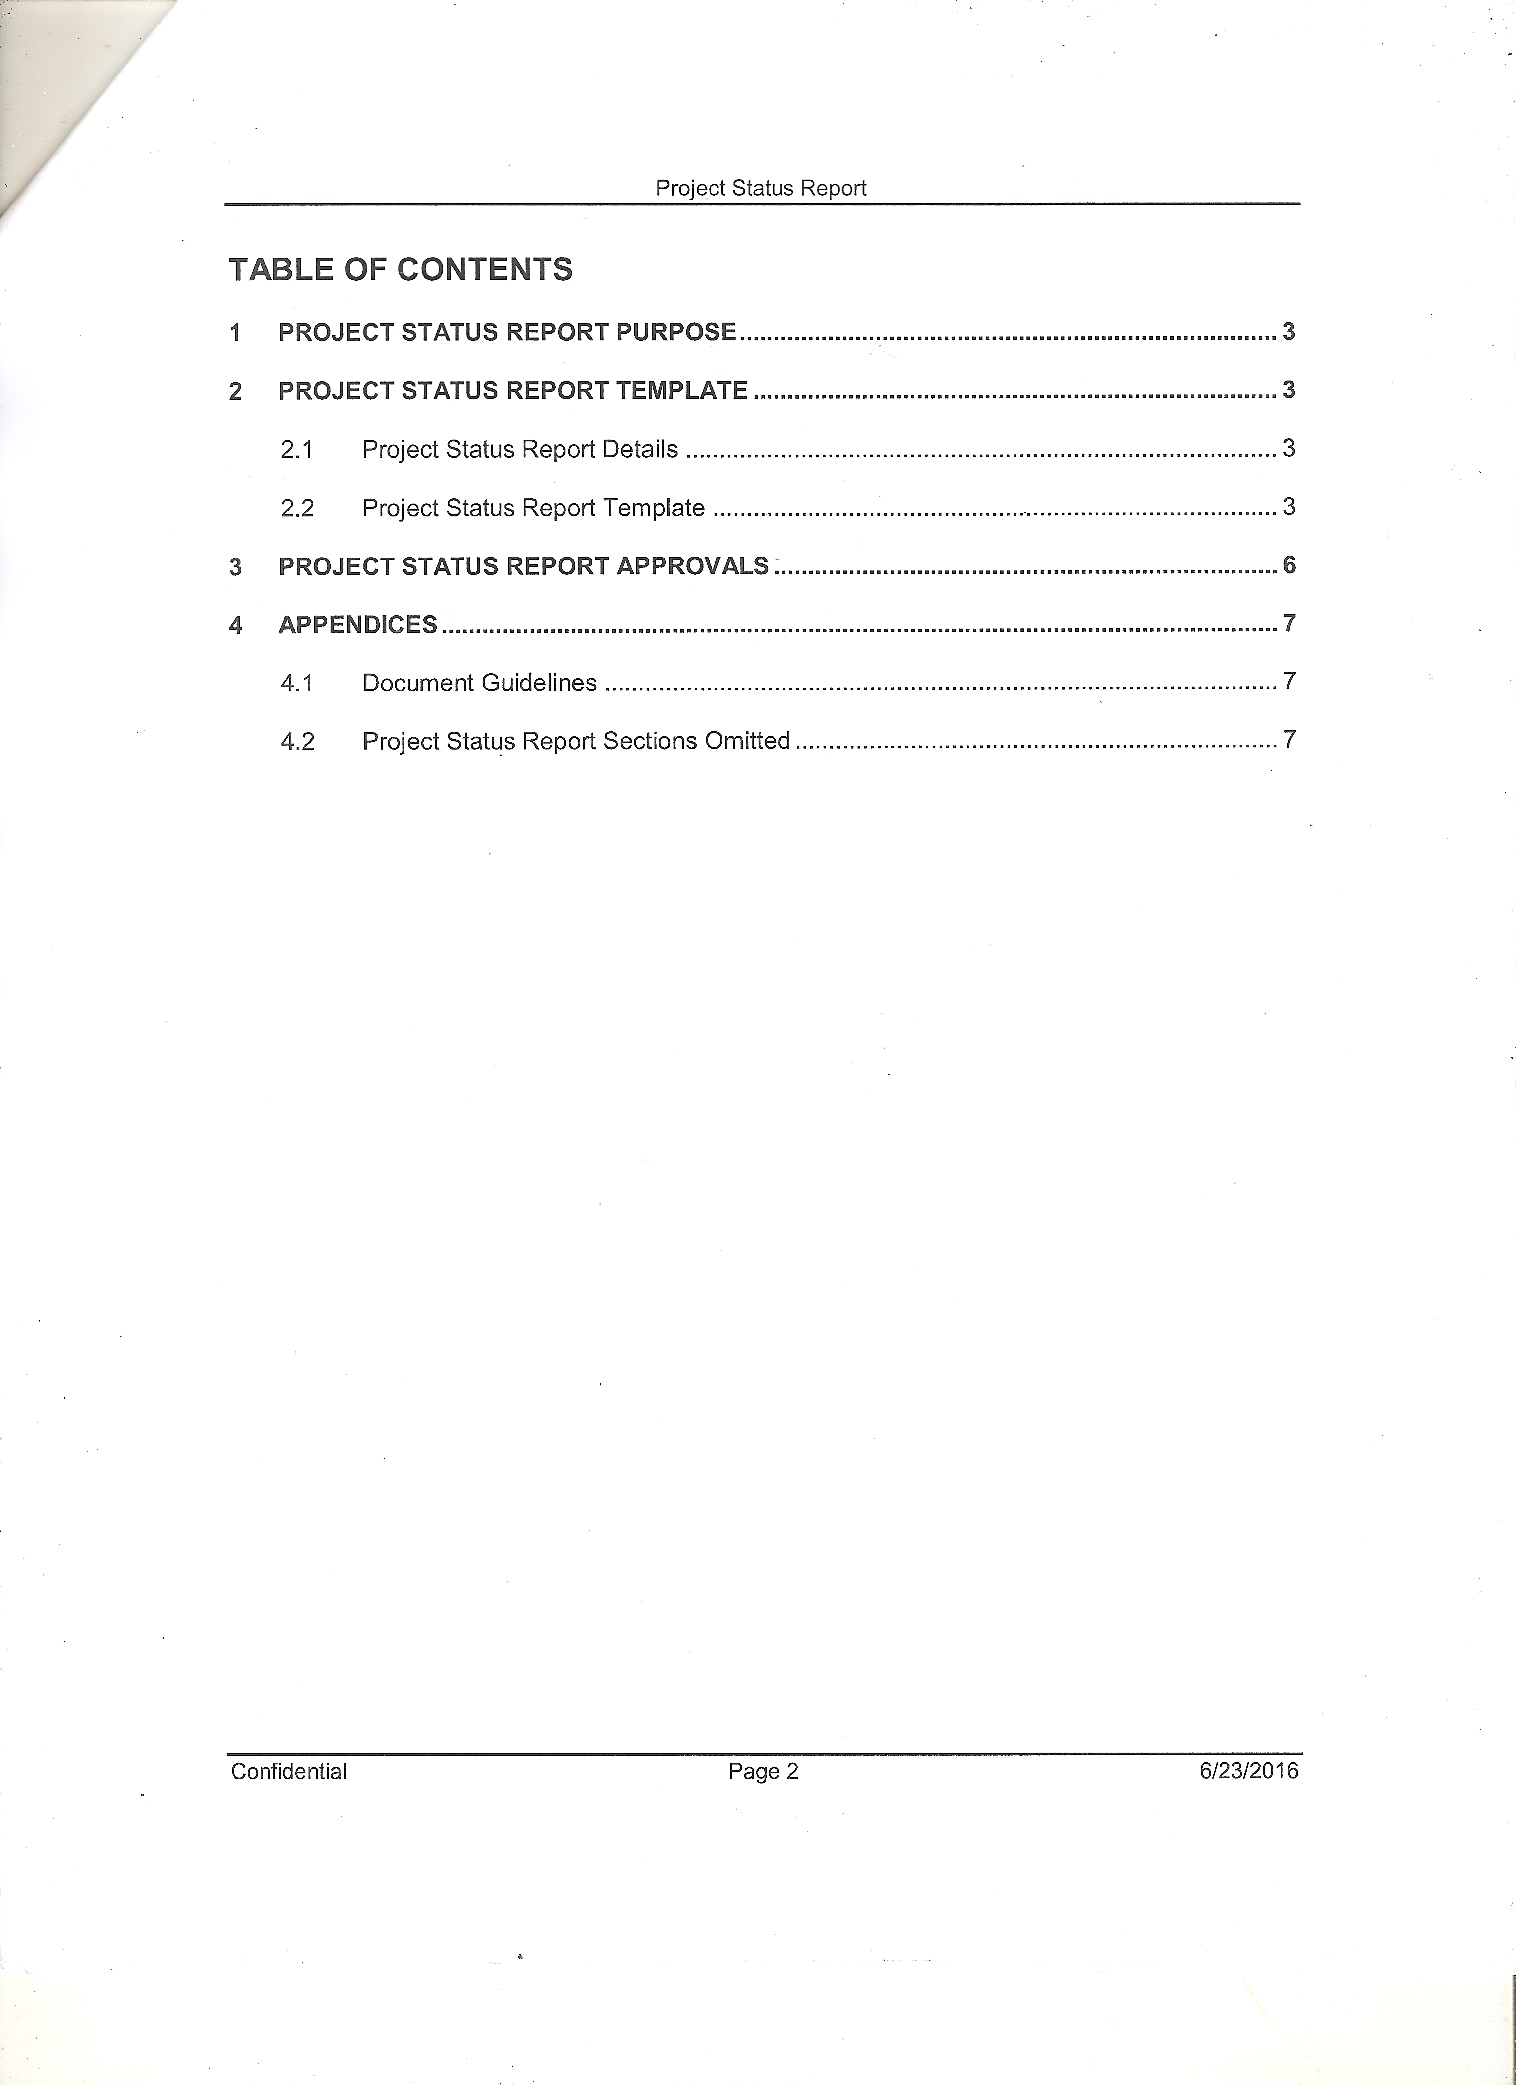 Project Status Report
TABLE OF CONTENTS
1 PROJECT STATUS REPORT PURPOSE........................................................................... 3
2 PROJECT STATUS REPORT TEMPLATE ......................................................................... 3
2.1 Project Status Report Details ................................................................................... 3
2.2 Project Status Report Template ............................................................................... 3
3 PROJECT STATUS REPORT APPROVALS ...................................................................... 6
4 APPENDICES..................................................................................................................... 7
4.1 Document Guidelines ............................................................................................... 7
4.2 Project Status Report Sections Omitted ................................................................... 7
Confidential Page 2 6/23/2016